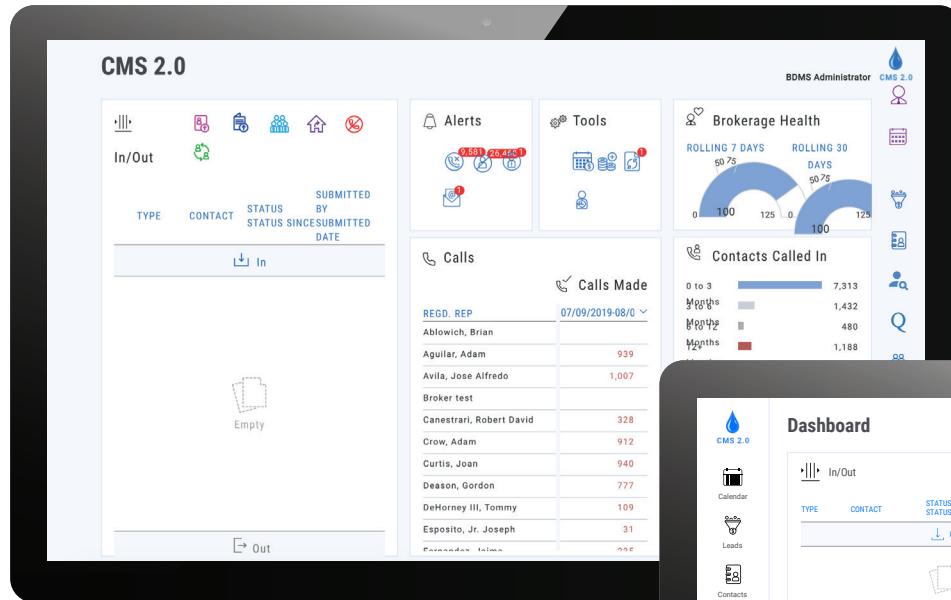 CMS 2.0
BDMS Administrator
CMS 2.0
In/Out
TYPE
CONTACT
STATUS
STATUS SINCE
SUBMITTED
BY
SUBMITTED
DATE
In
Empty
Out
Alerts
9,581
26,460
1
1
Tools
1
Brokerage Health
ROLLING 7 DAYS
ROLLING 30
DAYS
50 75
0
100
125
50 75
0
100
125
Calls
Calls Made
REGD. REP
07/09/2019-08/0
Ablowich, Brian
Aguilar, Adam 939
Avila, Jose Alfredo 1,007
Broker test
Canestrari, Robert David 328
Crow, Adam 912
Curtis, Joan 940
Deason, Gordon 777
DeHorney III, Tommy 109
Esposito, Jr. Joseph 31
Fernandez, Jaime 225
Contacts Called In
0 to 3
Months
7,313
3 to 6
Months
1,432
6 to 12
Months
480
12+
1,188
Q
CMS 2.0
Calendar
Leads
Contacts
Dashboard
In/Out
TYPE
CONTACT
STATUS
STATUS